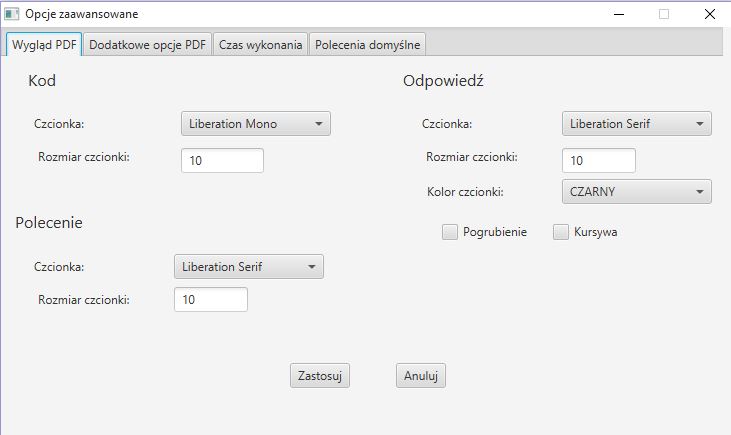 Opcje zaawansowane
Wygląd PDF Dodatkowe opcje PDF Czas wykonania Polecenia domyślne
Kod
Czcionka: Liberation Mono
Rozmiar czcionki: 10
Polecenie
Czcionka: Liberation Serif
Rozmiar czcionki: 10
Odpowiedź
Czcionka: Liberation Serif
Rozmiar czcionki: 10
Kolor czcionki: CZARNY
Pogrubienie Kursywa
Zastosuj Anuluj